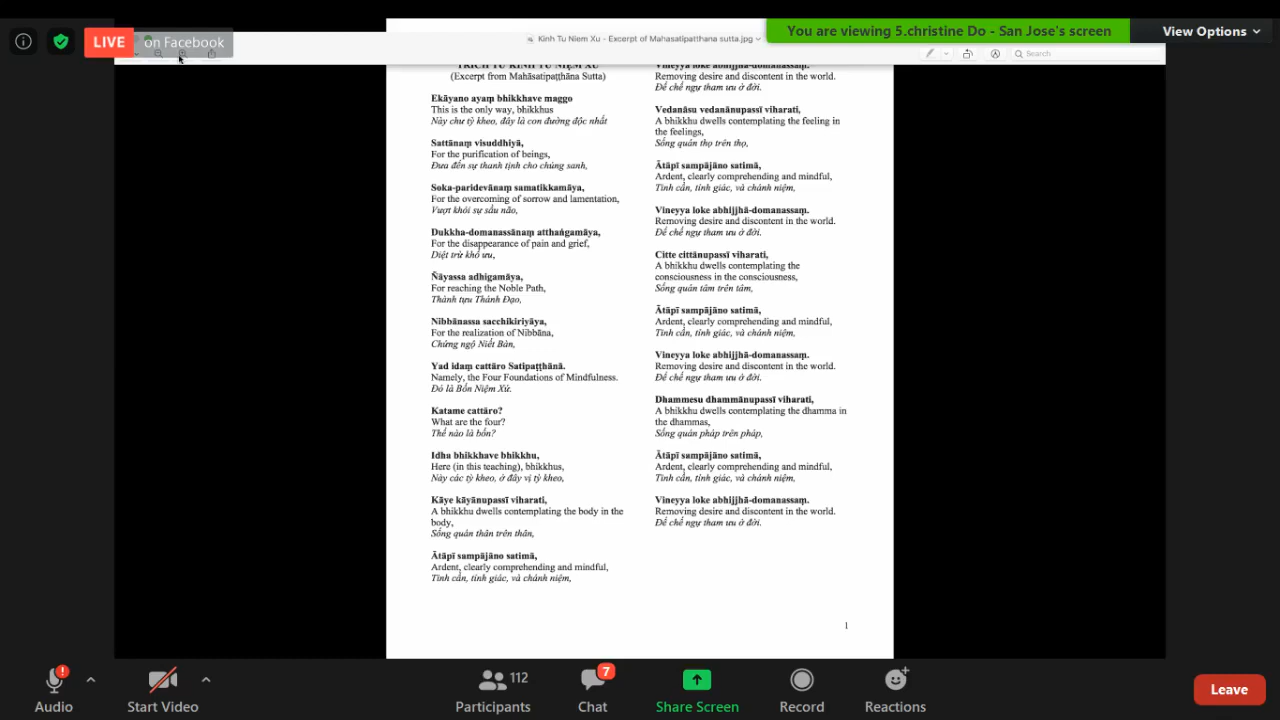 LIVE on Facebook
Kinh Tu Niem Xu - Excerpt of Mahasatipatthana sutta.jpg
You are viewing 5.christine Do - San Jose's screen
View Options
Search
TRÍCH TỪ KINH TỨ NIỆM XỨ
(Excerpt from Mahāsatipaṭṭhāna Sutta)
Ekāyano ayaṃ bhikkhave maggo
This is the only way, bhikkhus
Này chư tỳ kheo, đây là con đường độc nhất
Sattānaṃ visuddhiyā,
For the purification of beings,
Đưa đến sự thanh tịnh cho chúng sanh,
Soka-paridevānaṃ samatikkamāya,
For the overcoming of sorrow and lamentation,
Vượt khỏi sự sầu não,
Dukkha-domanassānaṃ atthaṅgamāya,
For the disappearance of pain and grief,
Diệt trừ khổ ưu,
Ñāyassa adhigamāya,
For reaching the Noble Path,
Thành tựu Thánh Đạo,
Nibbānassa sacchikiriyāya,
For the realization of Nibbāna,
Chứng ngộ Niết Bàn,
Yad idaṃ cattāro Satipaṭṭhānā.
Namely, the Four Foundations of Mindfulness.
Đó là Bốn Niệm Xứ.
Katame cattāro?
What are the four?
Thế nào là bốn?
Idha bhikkhave bhikkhu,
Here (in this teaching), bhikkhus,
Này các tỳ kheo, ở đây vị tỳ kheo,
Kāye kāyānupassī viharati,
A bhikkhu dwells contemplating the body in the
body,
Sống quán thân trên thân,
Ātāpī sampajāno satimā,
Ardent, clearly comprehending and mindful,
Tinh cần, tỉnh giác, và chánh niệm,
Vineyya loke abhijjhā-domanassaṃ.
Removing desire and discontent in the world.
Để chế ngự tham ưu ở đời.
Vedanāsu vedanānupassī viharati,
A bhikkhu dwells contemplating the feeling in
the feelings,
Sống quán thọ trên thọ,
Ātāpī sampajāno satimā,
Ardent, clearly comprehending and mindful,
Tinh cần, tỉnh giác, và chánh niệm,
Vineyya loke abhijjhā-domanassaṃ.
Removing desire and discontent in the world.
Để chế ngự tham ưu ở đời.
Citte cittānupassī viharati,
A bhikkhu dwells contemplating the
consciousness in the consciousness,
Sống quán tâm trên tâm,
Ātāpī sampajāno satimā,
Ardent, clearly comprehending and mindful,
Tinh cần, tỉnh giác, và chánh niệm,
Vineyya loke abhijjhā-domanassaṃ.
Removing desire and discontent in the world.
Để chế ngự tham ưu ở đời.
Dhammesu dhammānupassī viharati,
A bhikkhu dwells contemplating the dhamma in
the dhammas,
Sống quán pháp trên pháp,
Ātāpī sampajāno satimā,
Ardent, clearly comprehending and mindful,
Tinh cần, tỉnh giác, và chánh niệm,
Vineyya loke abhijjhā-domanassaṃ.
Removing desire and discontent in the world.
Để chế ngự tham ưu ở đời.
1
Audio
Start Video
Participants 112
Chat 7
Share Screen
Record
Reactions
Leave